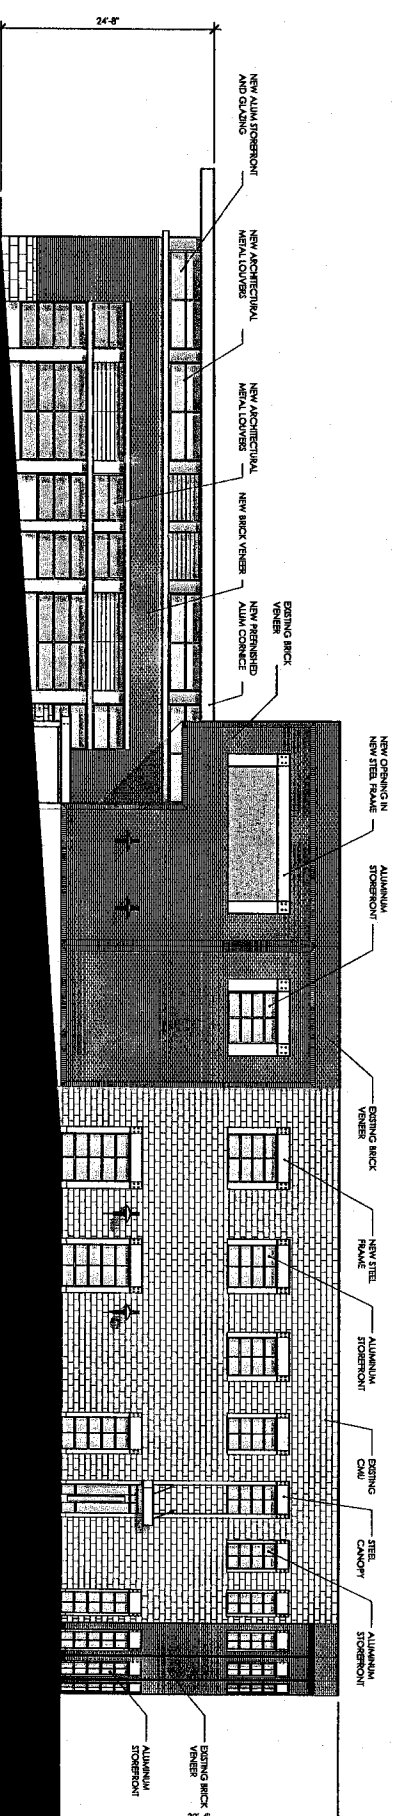 24'-8"
NEW ALUM STOREFRONT
AND GLAZING
NEW ARCHITECTURAL
METAL LOUVERS
NEW ARCHITECTURAL
METAL LOUVERS
NEW BRICK VENEER
NEW PREFINISHED
ALUM CORNICE
EXISTING BRICK
VENEER
NEW OPENING IN
NEW STEEL FRAME
ALUMINUM
STOREFRONT
EXISTING BRICK
VENEER
NEW STEEL
FRAME
ALUMINUM
STOREFRONT
EXISTING
CMU
STEEL
CANOPY
ALUMINUM
STOREFRONT
EXISTING BRICK
VENEER
ALUMINUM
STOREFRONT